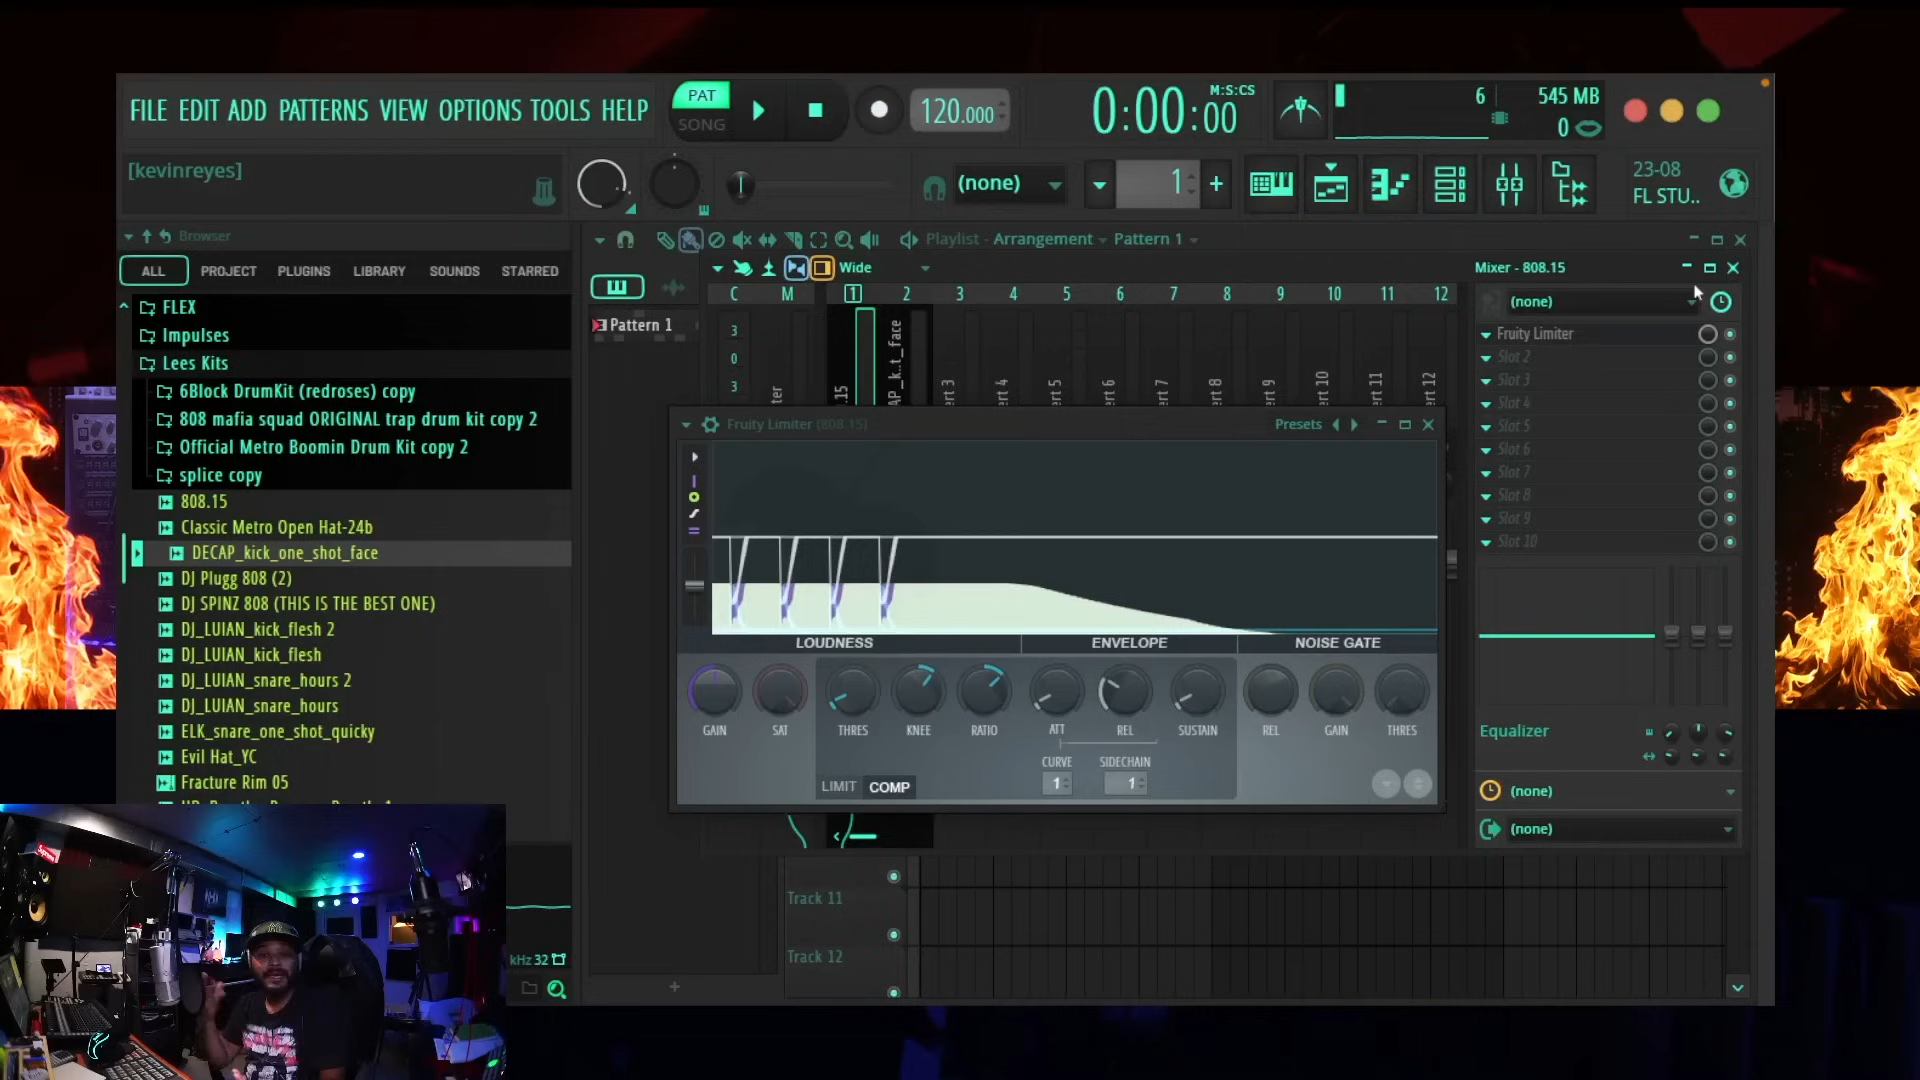 FILE EDIT ADD PATTERNS VIEW OPTIONS TOOLS HELP
PAT
SONG
120.000
M:S:CS
0:00:00
6
545 MB
0
[kevinreyes]
(none)
1
23-08
FL STU..
Browser
Playlist - Arrangement Pattern 1
ALL
PROJECT
PLUGINS
LIBRARY
SOUNDS
STARRED
Wide
Mixer - 808.15
C M 1 2 3 4 5 6 7 8 9 10 11 12
(none)
FLEX
Impulses
Lees Kits
6Block DrumKit (redroses) copy
808 mafia squad ORIGINAL trap drum kit copy 2
Official Metro Boomin Drum Kit copy 2
splice copy
808.15
Classic Metro Open Hat-24b
DECAP_kick_one_shot_face
DJ Plugg 808 (2)
DJ SPINZ 808 (THIS IS THE BEST ONE)
DJ_LUIAN_kick_flesh 2
DJ_LUIAN_kick_flesh
DJ_LUIAN_snare_hours 2
DJ_LUIAN_snare_hours
ELK_snare_one_shot_quicky
Evil Hat_YC
Fracture Rim 05
Pattern 1
3
0
3
Fruity Limiter
Slot 2
Slot 3
Slot 4
Slot 5
Slot 6
Slot 7
Slot 8
Slot 9
Slot 10
Fruity Limiter (808.15)
Presets
LOUDNESS
ENVELOPE
NOISE GATE
GAIN
SAT
THRES
KNEE
RATIO
ATT
REL
SUSTAIN
REL
GAIN
THRES
CURVE
SIDECHAIN
LIMIT
COMP
1
1
Equalizer
(none)
(none)
Track 11
Track 12
kHz 32
Supreme